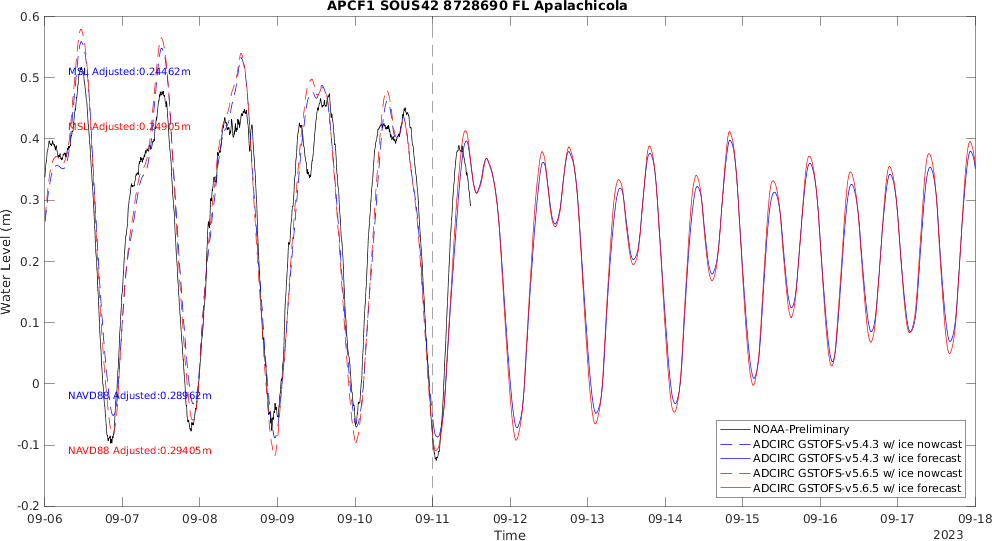 APCF1 SOUS42 8728690 FL Apalachicola
Water Level (m)
0.6
0.5
0.4
0.3
0.2
0.1
0
-0.1
-0.2
MSL Adjusted:0.24462m
MSL Adjusted:0.24905m
NAVD88 Adjusted:0.28962m
NAVD88 Adjusted:0.29405m
NOAA-Preliminary
ADCIRC GSTOFS-v5.4.3 w/ ice nowcast
ADCIRC GSTOFS-v5.4.3 w/ ice forecast
ADCIRC GSTOFS-v5.6.5 w/ ice nowcast
ADCIRC GSTOFS-v5.6.5 w/ ice forecast
09-06 09-07 09-08 09-09 09-10 09-11 09-12 09-13 09-14 09-15 09-16 09-17 09-18
Time
2023